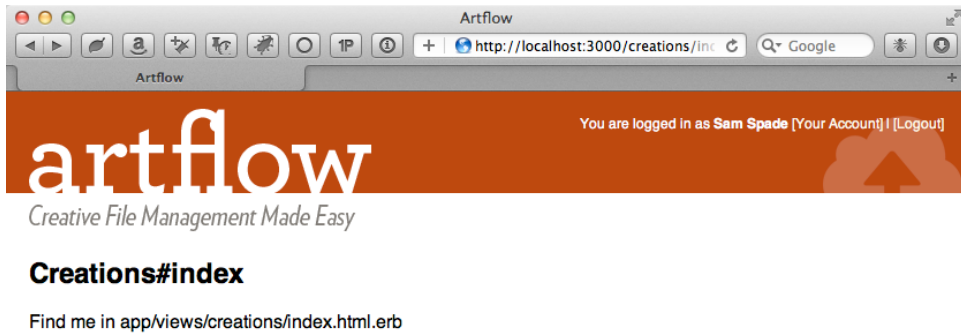 Artflow
http://localhost:3000/creations/inc
Google
Artflow
You are logged in as Sam Spade [Your Account] | [Logout]
artflow
Creative File Management Made Easy
Creations#index
Find me in app/views/creations/index.html.erb